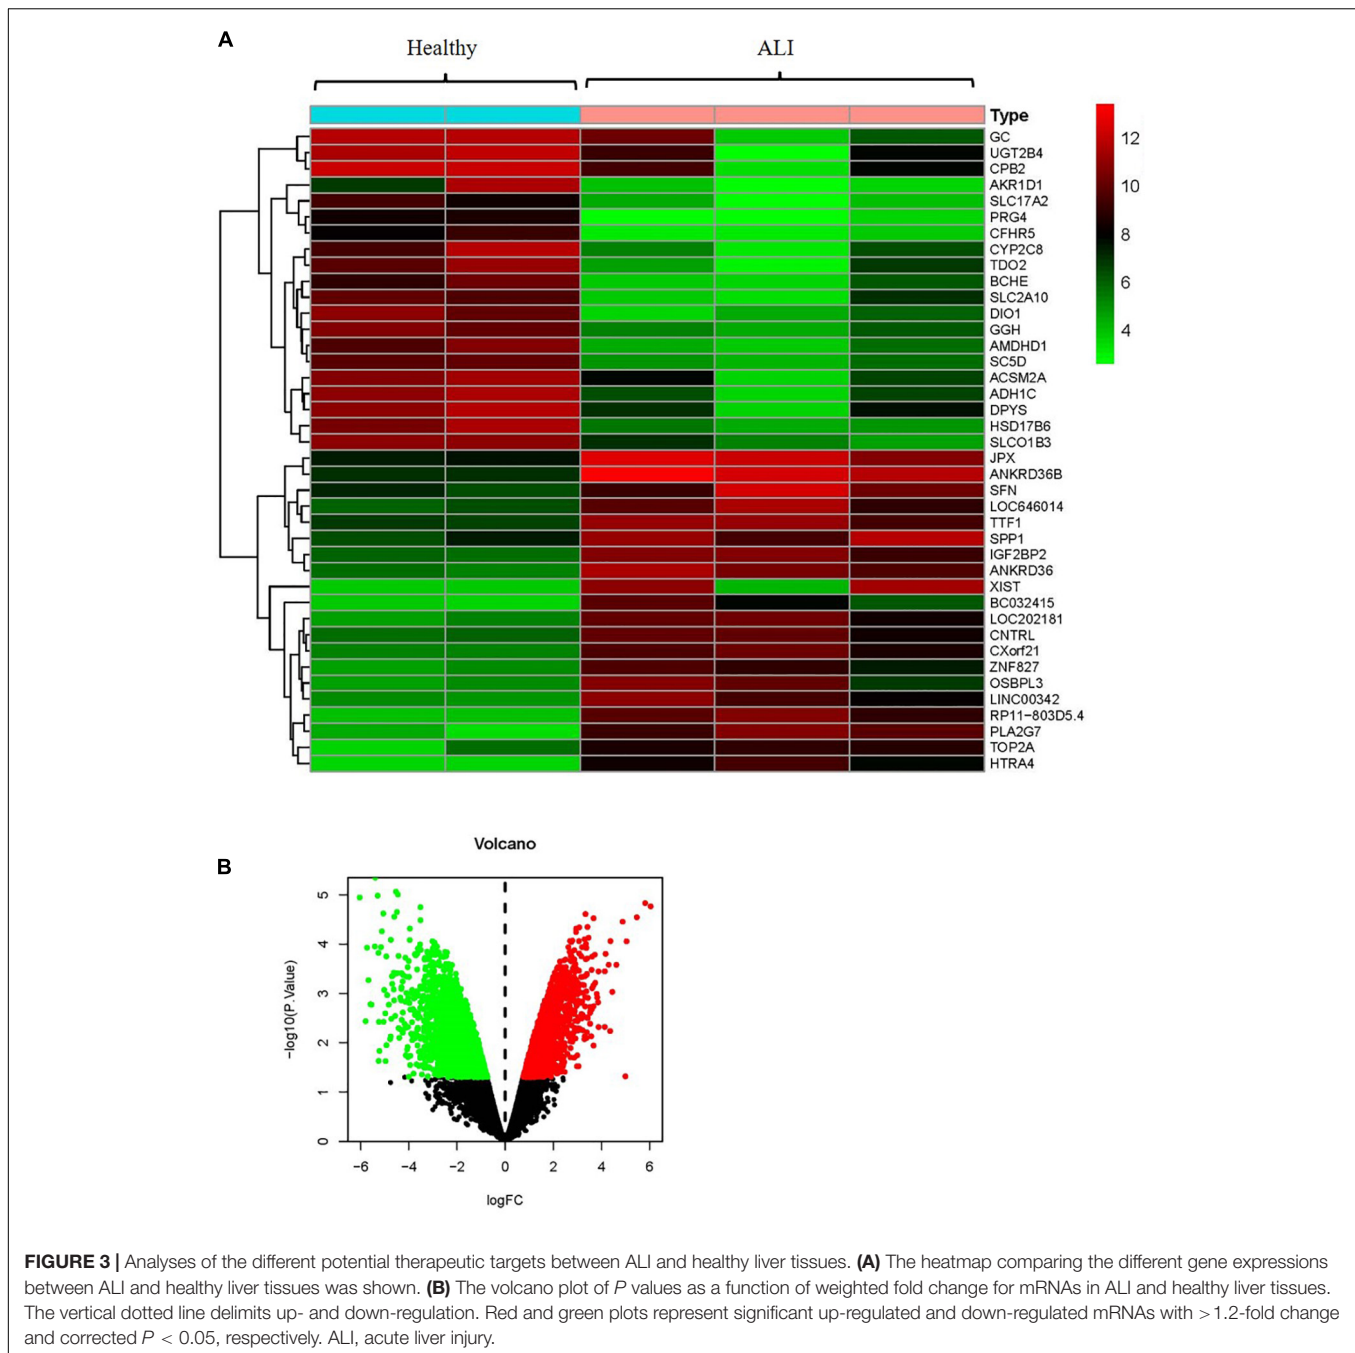 A
Healthy
ALI
Type
GC
UGT2B4
CPB2
AKR1D1
SLC17A2
PRG4
CFHR5
CYP2C8
TDO2
BCHE
SLC2A10
DIO1
GGH
AMDHD1
SC5D
ACSM2A
ADH1C
DPYS
HSD17B6
SLCO1B3
JPX
ANKRD36B
SFN
LOC646014
TTF1
SPP1
IGF2BP2
ANKRD36
XIST
BC032415
LOC202181
CNTRL
CXorf21
ZNF827
OSBPL3
LINC00342
RP11−803D5.4
PLA2G7
TOP2A
HTRA4
12
10
8
6
4
B
Volcano
−log10(P.Value)
5
4
3
2
1
0
−6 −4 −2 0 2 4 6
logFC
FIGURE 3 | Analyses of the different potential therapeutic targets between ALI and healthy liver tissues. (A) The heatmap comparing the different gene expressions
between ALI and healthy liver tissues was shown. (B) The volcano plot of P values as a function of weighted fold change for mRNAs in ALI and healthy liver tissues.
The vertical dotted line delimits up- and down-regulation. Red and green plots represent significant up-regulated and down-regulated mRNAs with >1.2-fold change
and corrected P < 0.05, respectively. ALI, acute liver injury.